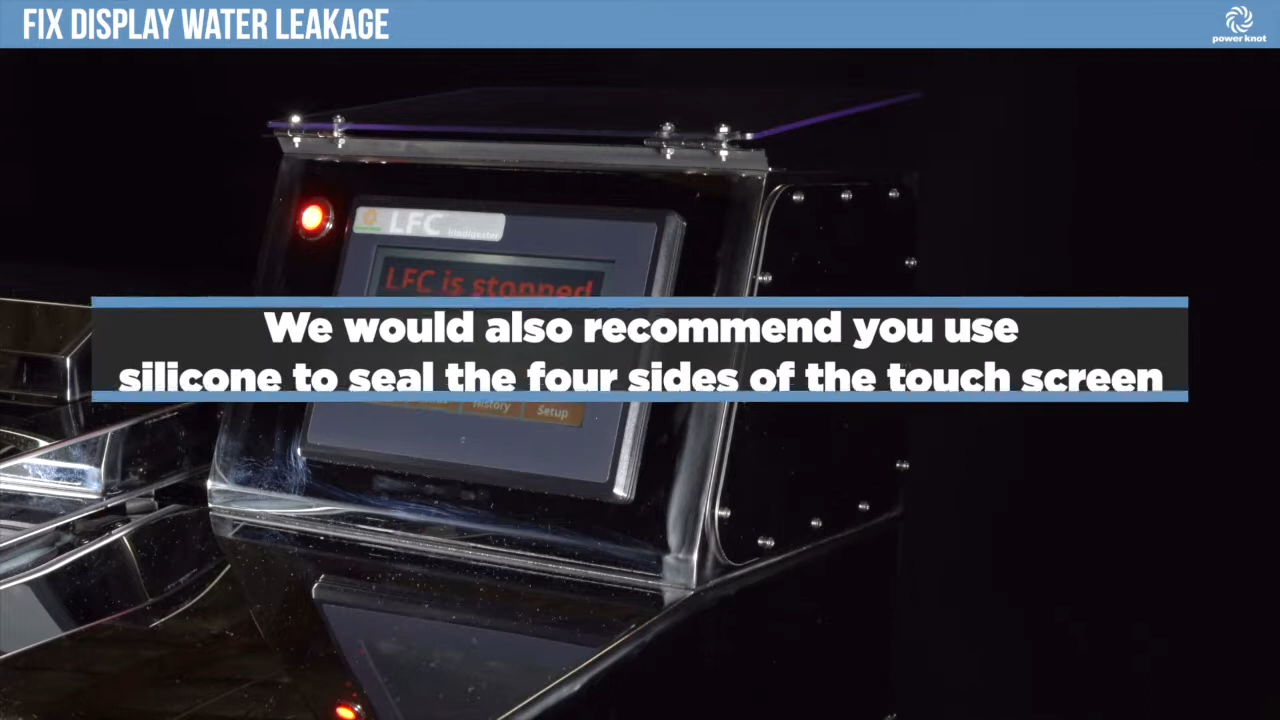 FIX DISPLAY WATER LEAKAGE
power knot
LFC biodigester
LFC is stopped
We would also recommend you use
silicone to seal the four sides of the touch screen
History
Setup